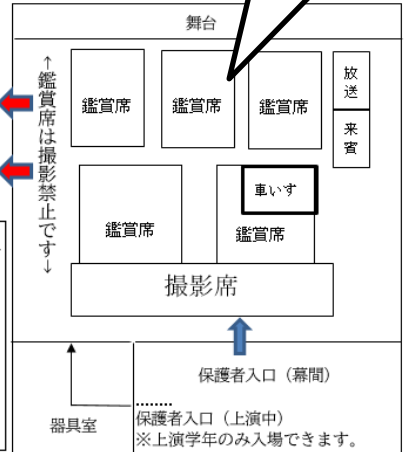 舞台
鑑賞席
鑑賞席
鑑賞席
放送
来賓
↑鑑賞席は撮影禁止です↓
鑑賞席
車いす
鑑賞席
撮影席
保護者入口（幕間）
器具室
保護者入口（上演中）
※上演学年のみ入場できます。